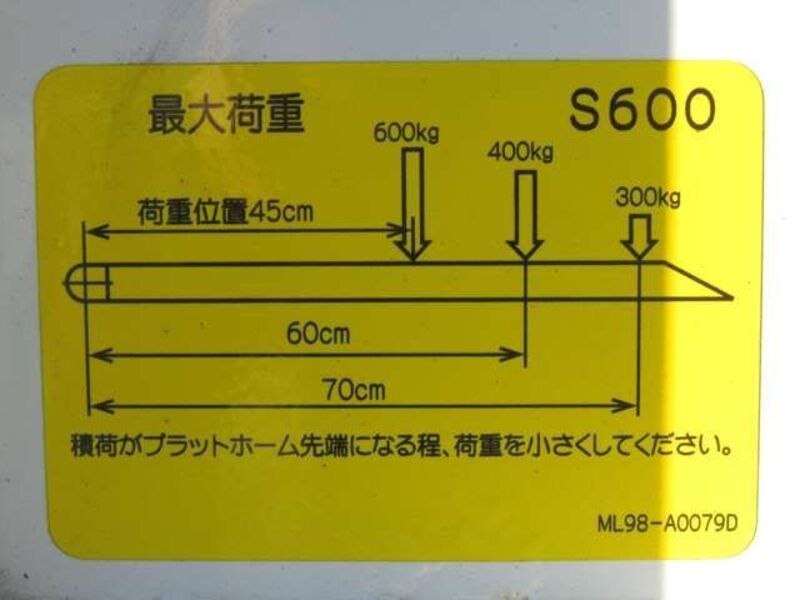 最大荷重
S600
600kg
400kg
300kg
荷重位置45cm
60cm
70cm
積荷がプラットホーム先端になる程、荷重を小さくしてください。
ML98-A0079D